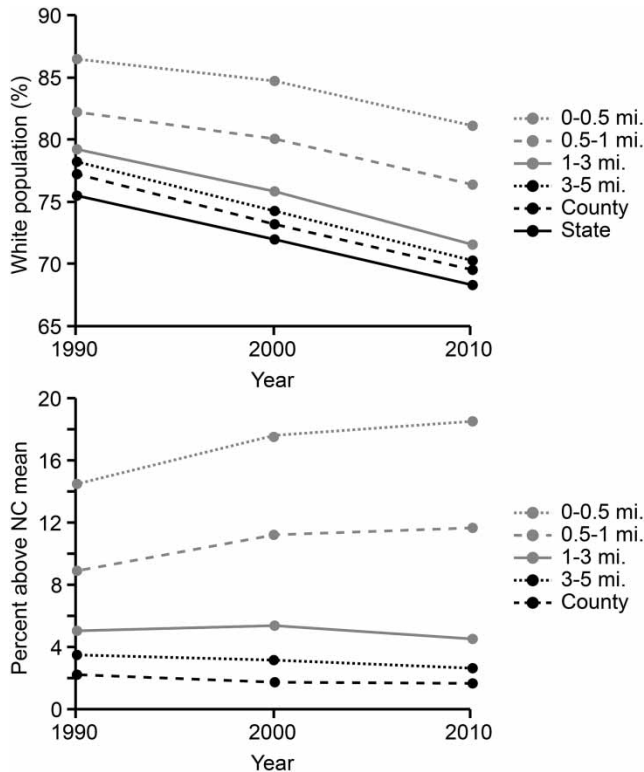 90
85
80
75
70
65
White population (%)
1990
2000
2010
Year
0-0.5 mi.
0.5-1 mi.
1-3 mi.
3-5 mi.
County
State
20
16
12
8
4
0
Percent above NC mean
1990
2000
2010
Year
0-0.5 mi.
0.5-1 mi.
1-3 mi.
3-5 mi.
County